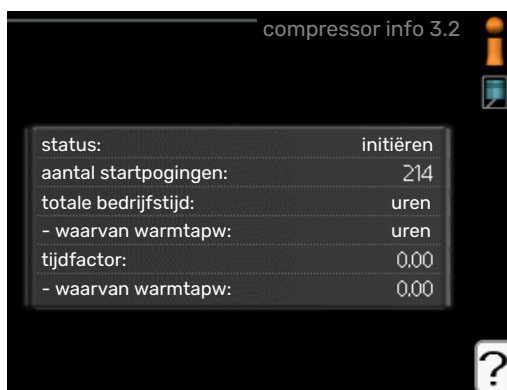 compressor info 3.2
status: initiëren
aantal startpogingen: 214
totale bedrijfstijd: uren
- waarvan warmtapw: uren
tijdfactor: 0,00
- waarvan warmtapw: 0,00
?